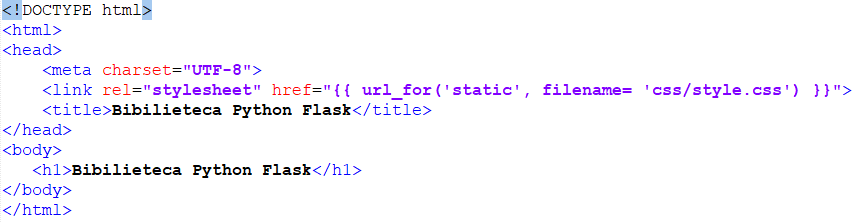 <!DOCTYPE html>
<html>
<head>
    <meta charset="UTF-8">
    <link rel="stylesheet" href="{{ url_for('static', filename= 'css/style.css') }}">
    <title>Bibilieteca Python Flask</title>
</head>
<body>
   <h1>Bibilieteca Python Flask</h1>
</body>
</html>